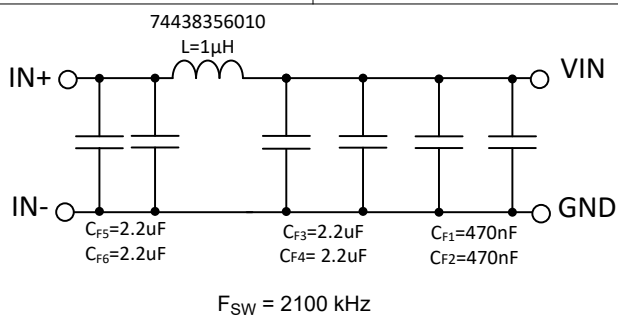 74438356010
L=1µH
IN+
VIN
IN-
GND
CF5=2.2uF
CF6=2.2uF
CF3=2.2uF
CF4= 2.2uF
CF1=470nF
CF2=470nF
FSW = 2100 kHz